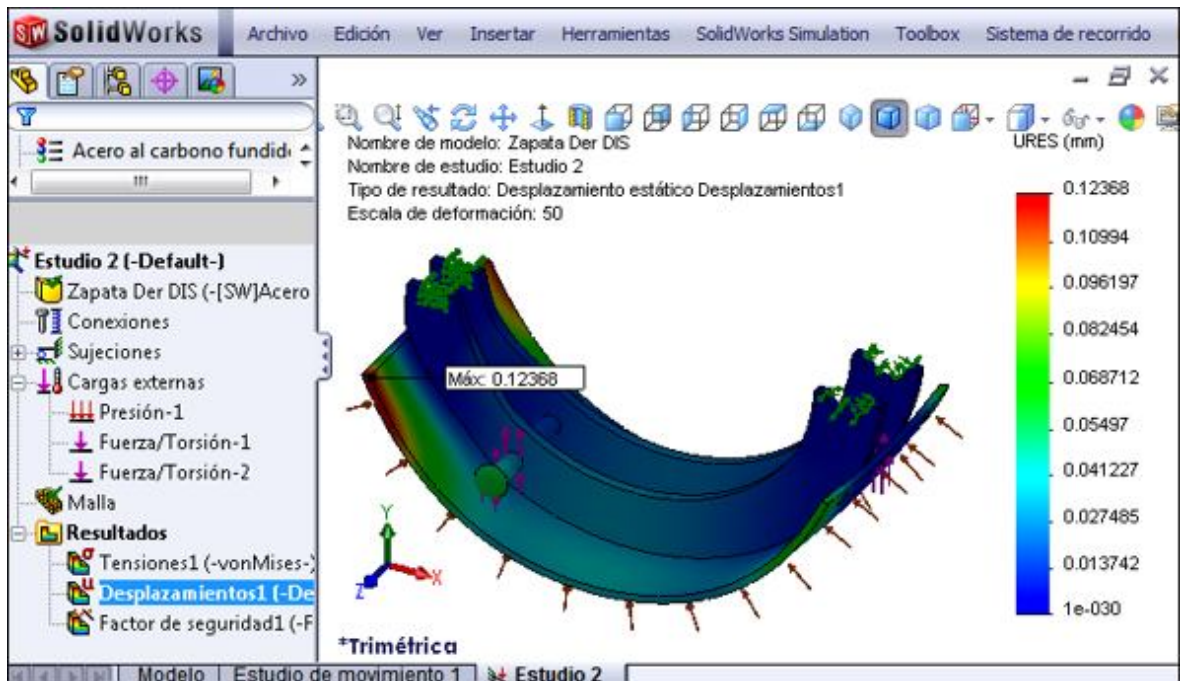 SolidWorks Archivo Edición Ver Insertar Herramientas SolidWorks Simulation Toolbox Sistema de recorrido
Acero al carbono fundid
Estudio 2 (-Default-)
Zapata Der DIS (-[SW]Acero
Conexiones
Sujeciones
Cargas externas
Presión-1
Fuerza/Torsión-1
Fuerza/Torsión-2
Malla
Resultados
Tensiones1 (-vonMises-)
Desplazamientos1 (-De
Factor de seguridad1 (-F
Nombre de modelo: Zapata Der DIS
Nombre de estudio: Estudio 2
Tipo de resultado: Desplazamiento estático Desplazamientos1
Escala de deformación: 50
Máx: 0.12368
Y
X
Z
*Trimétrica
URES (mm)
0.12368
0.10994
0.096197
0.082454
0.068712
0.05497
0.041227
0.027485
0.013742
1e-030
Modelo Estudio de movimiento 1 Estudio 2